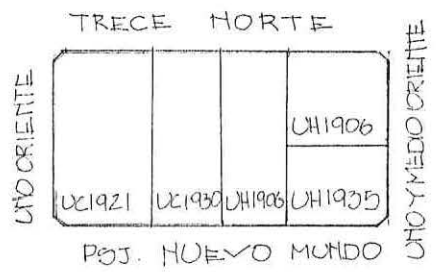 TRECE NORTE
UNO ORIENTE
UNO Y MEDIO ORIENTE
UH1906
UC1921 UC1930 UH1906 UH1935
PSJ. NUEVO MUNDO